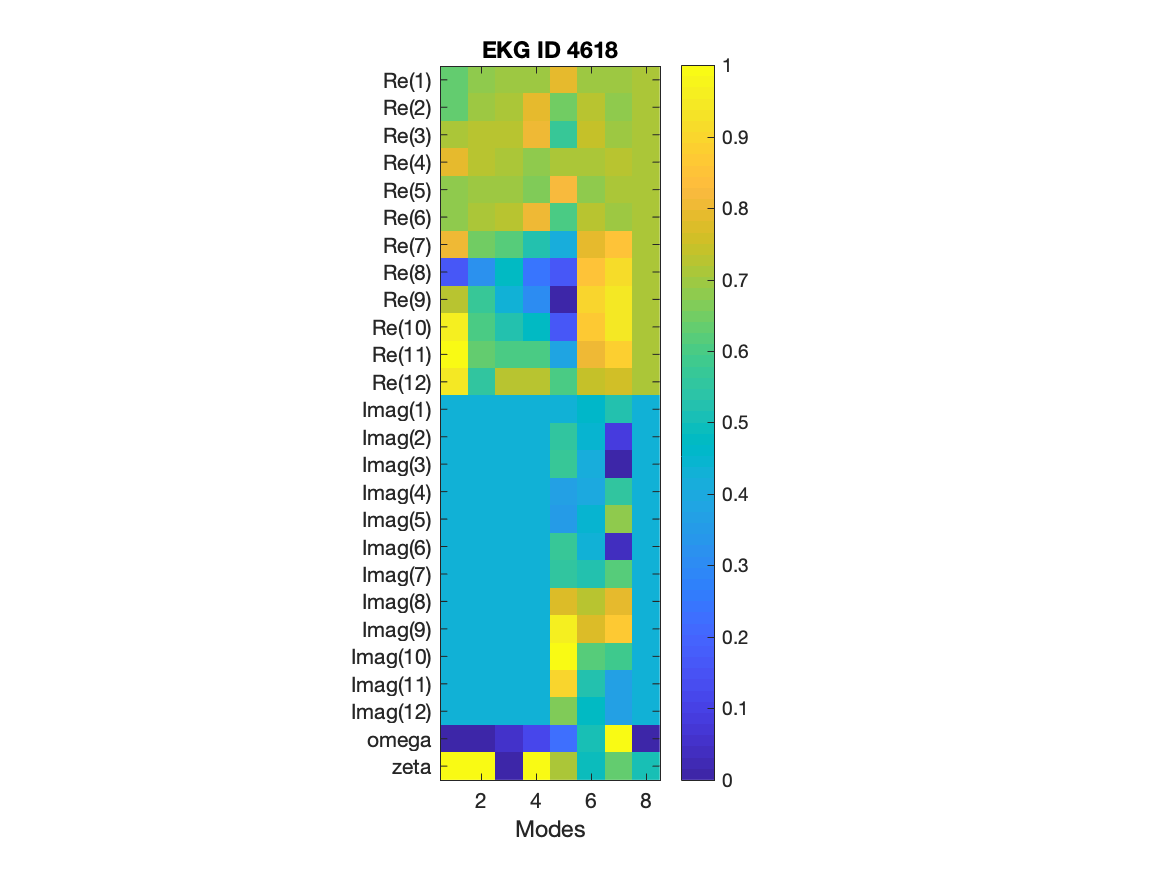 EKG ID 4618
Re(1)
Re(2)
Re(3)
Re(4)
Re(5)
Re(6)
Re(7)
Re(8)
Re(9)
Re(10)
Re(11)
Re(12)
Imag(1)
Imag(2)
Imag(3)
Imag(4)
Imag(5)
Imag(6)
Imag(7)
Imag(8)
Imag(9)
Imag(10)
Imag(11)
Imag(12)
omega
zeta
2 4 6 8
Modes
1
0.9
0.8
0.7
0.6
0.5
0.4
0.3
0.2
0.1
0